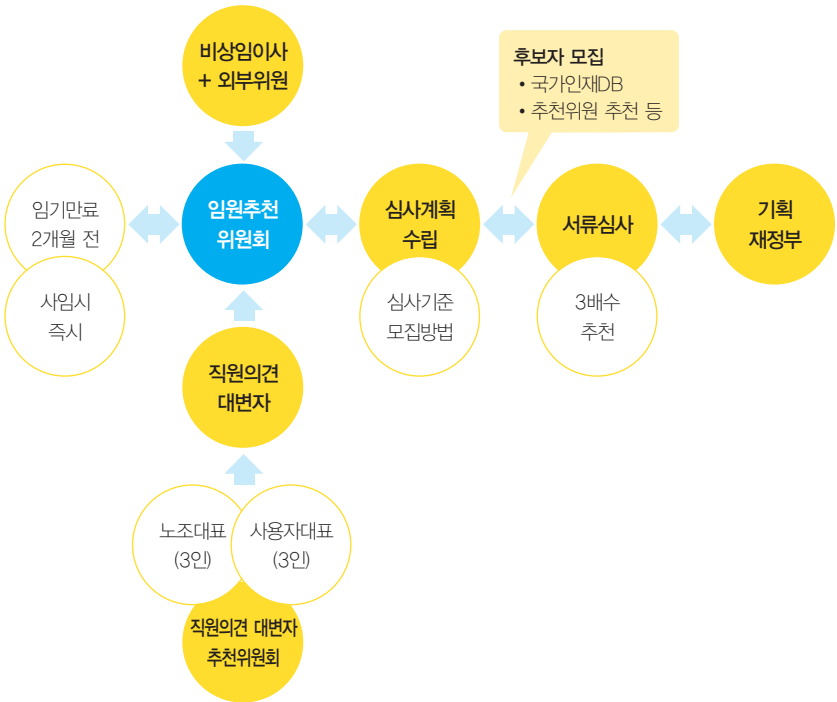 비상임이사
+ 외부위원
후보자 모집
• 국가인재DB
• 추천위원 추천 등
임기만료
2개월 전
사임시
즉시
임원추천
위원회
심사계획
수립
심사기준
모집방법
서류심사
3배수
추천
기획
재정부
직원의견
대변자
노조대표
(3인)
사용자대표
(3인)
직원의견 대변자
추천위원회